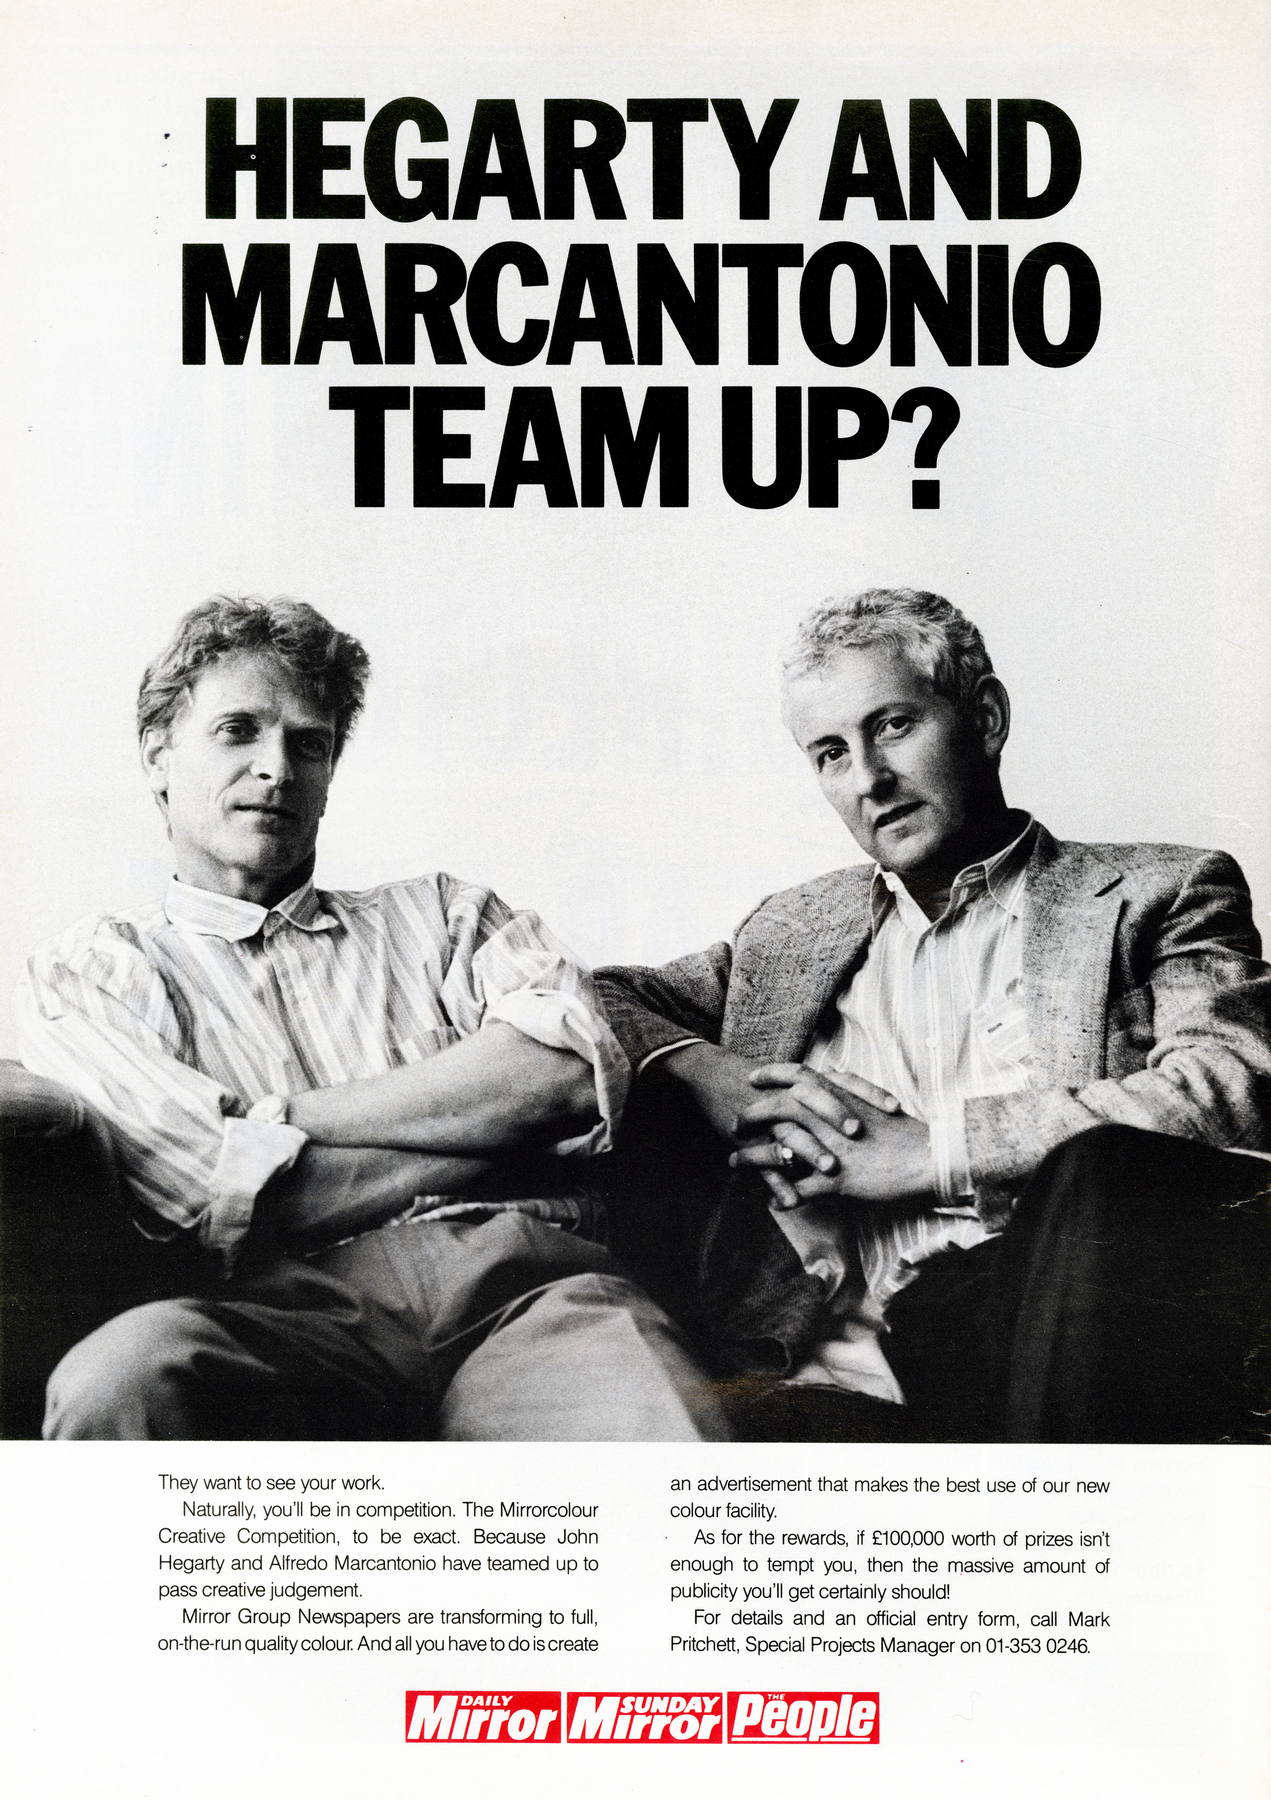 HEGARTY AND
MARCANTONIO
TEAM UP?
They want to see your work.
Naturally, you'll be in competition. The Mirrorcolour
Creative Competition, to be exact. Because John
Hegarty and Alfredo Marcantonio have teamed up to
pass creative judgement.
Mirror Group Newspapers are transforming to full,
on-the-run quality colour. And all you have to do is create
an advertisement that makes the best use of our new
colour facility.
As for the rewards, if £100,000 worth of prizes isn't
enough to tempt you, then the massive amount of
publicity you'll get certainly should!
For details and an official entry form, call Mark
Pritchett, Special Projects Manager on 01-353 0246.
DAILY Mirror
SUNDAY Mirror
THE People